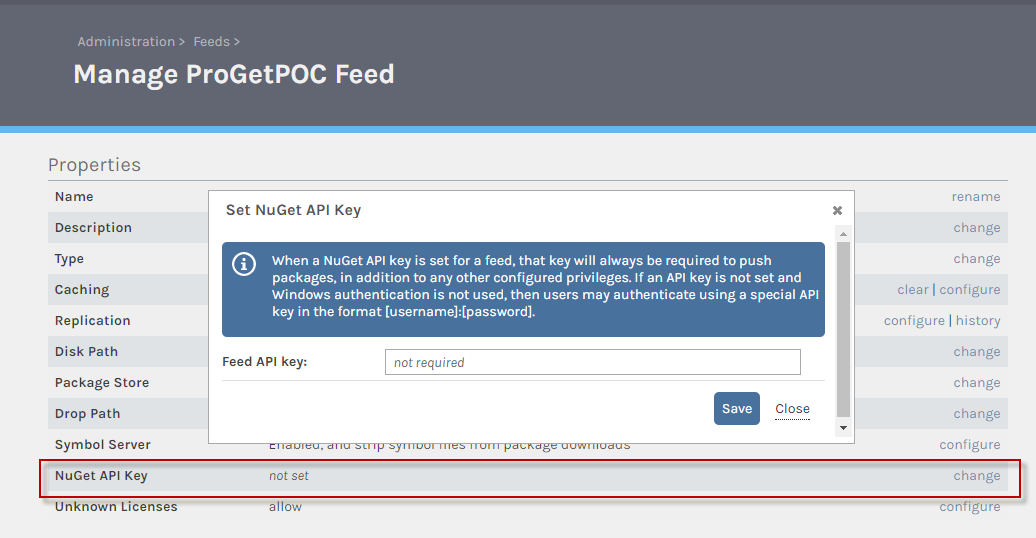 Administration > Feeds >
Manage ProGetPOC Feed
Properties
Name rename
Description change
Type change
Caching clear | configure
Replication configure | history
Disk Path change
Package Store change
Drop Path change
Set NuGet API Key ×
When a NuGet API key is set for a feed, that key will always be required to push
packages, in addition to any other configured privileges. If an API key is not set and
Windows authentication is not used, then users may authenticate using a special API
key in the format [username]:[password].
Feed API key: not required
Save Close
Symbol Server Enabled, and strip symbol files from package downloads configure
NuGet API Key not set change
Unknown Licenses allow configure